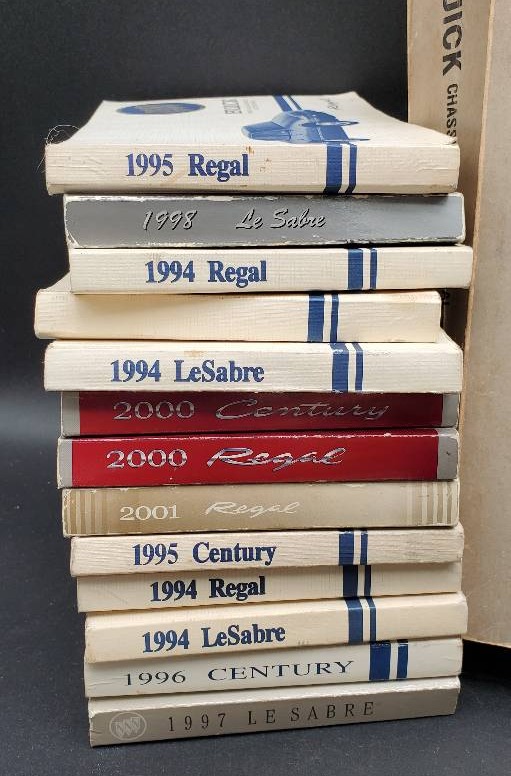 UICK CHASS
BUICK
1995 Regal
1998 Le Sabre
1994 Regal
1994 LeSabre
2000 Century
2000 Regal
2001 Regal
1995 Century
1994 Regal
1994 LeSabre
1996 CENTURY
1997 LE SABRE